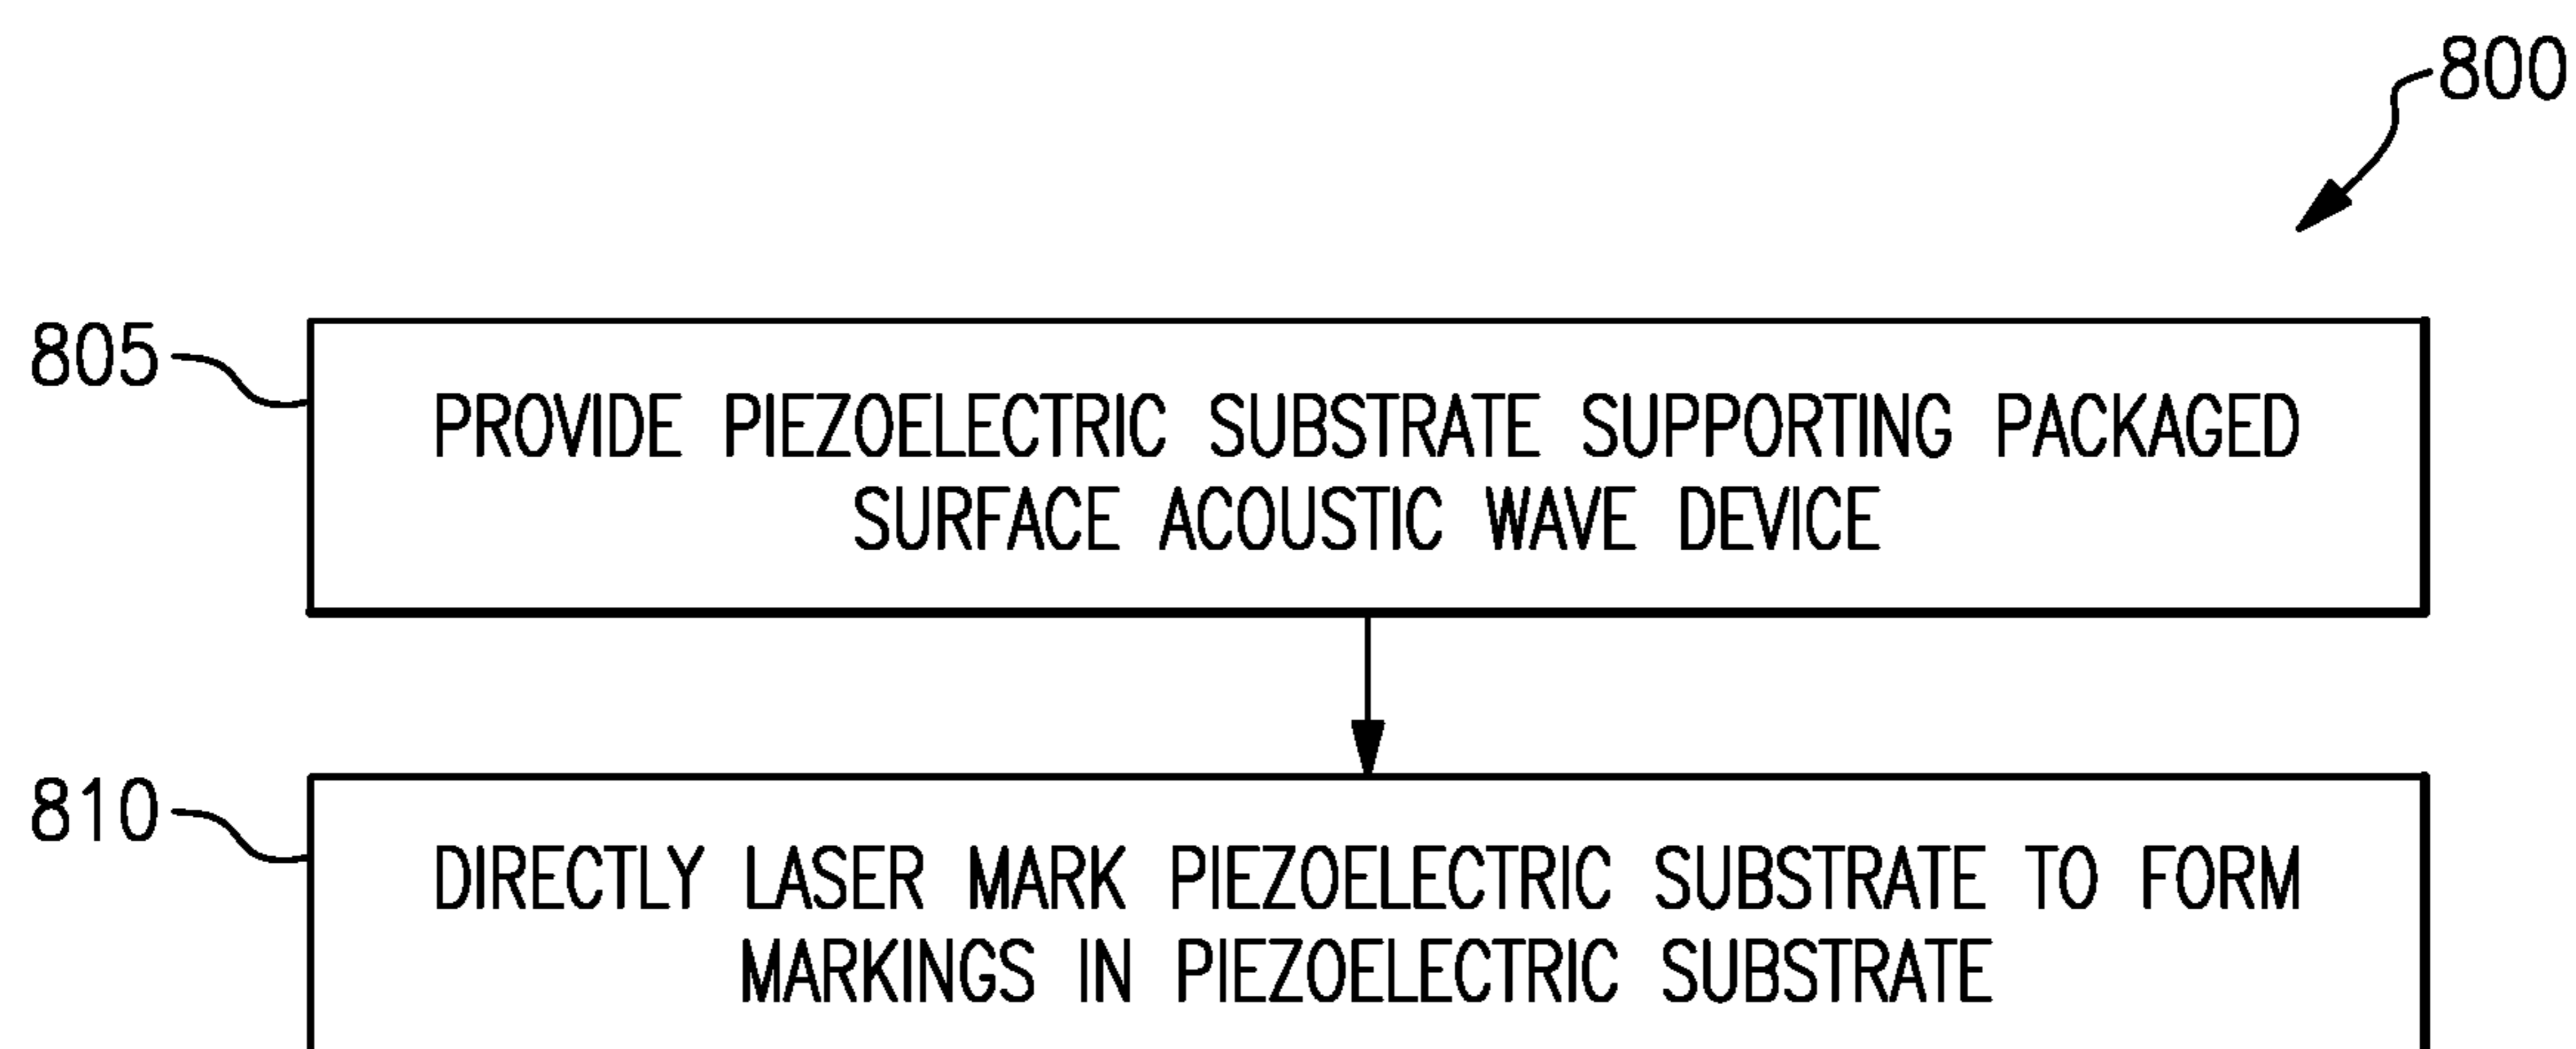 800
805
PROVIDE PIEZOELECTRIC SUBSTRATE SUPPORTING PACKAGED
SURFACE ACOUSTIC WAVE DEVICE
810
DIRECTLY LASER MARK PIEZOELECTRIC SUBSTRATE TO FORM
MARKINGS IN PIEZOELECTRIC SUBSTRATE